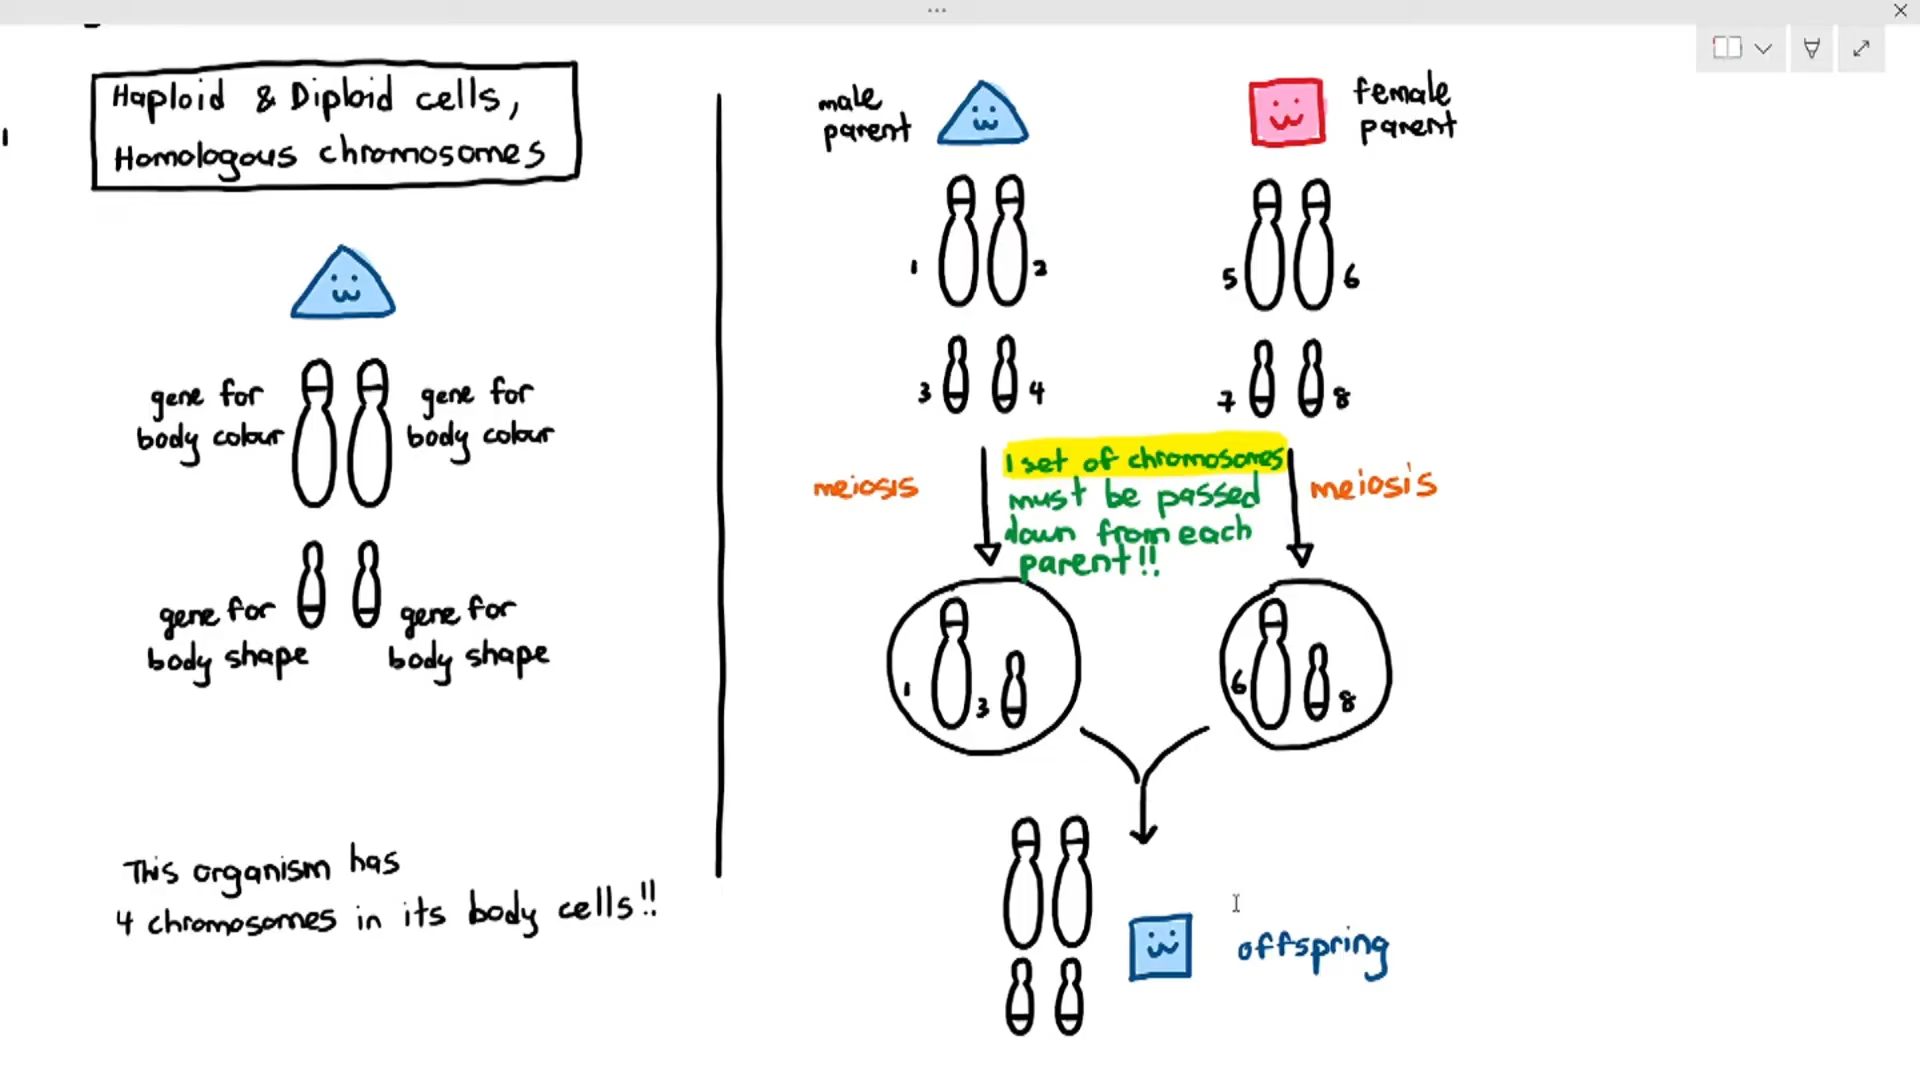 Haploid & Diploid cells,
Homologous chromosomes
gene for
body colour
gene for
body colour
gene for
body shape
gene for
body shape
This organism has
4 chromosomes in its body cells!!
male
parent
female
parent
1
2
5
6
3
4
7
8
meiosis
1 set of chromosomes
must be passed
down from each
parent!!
meiosis
1
3
6
8
offspring